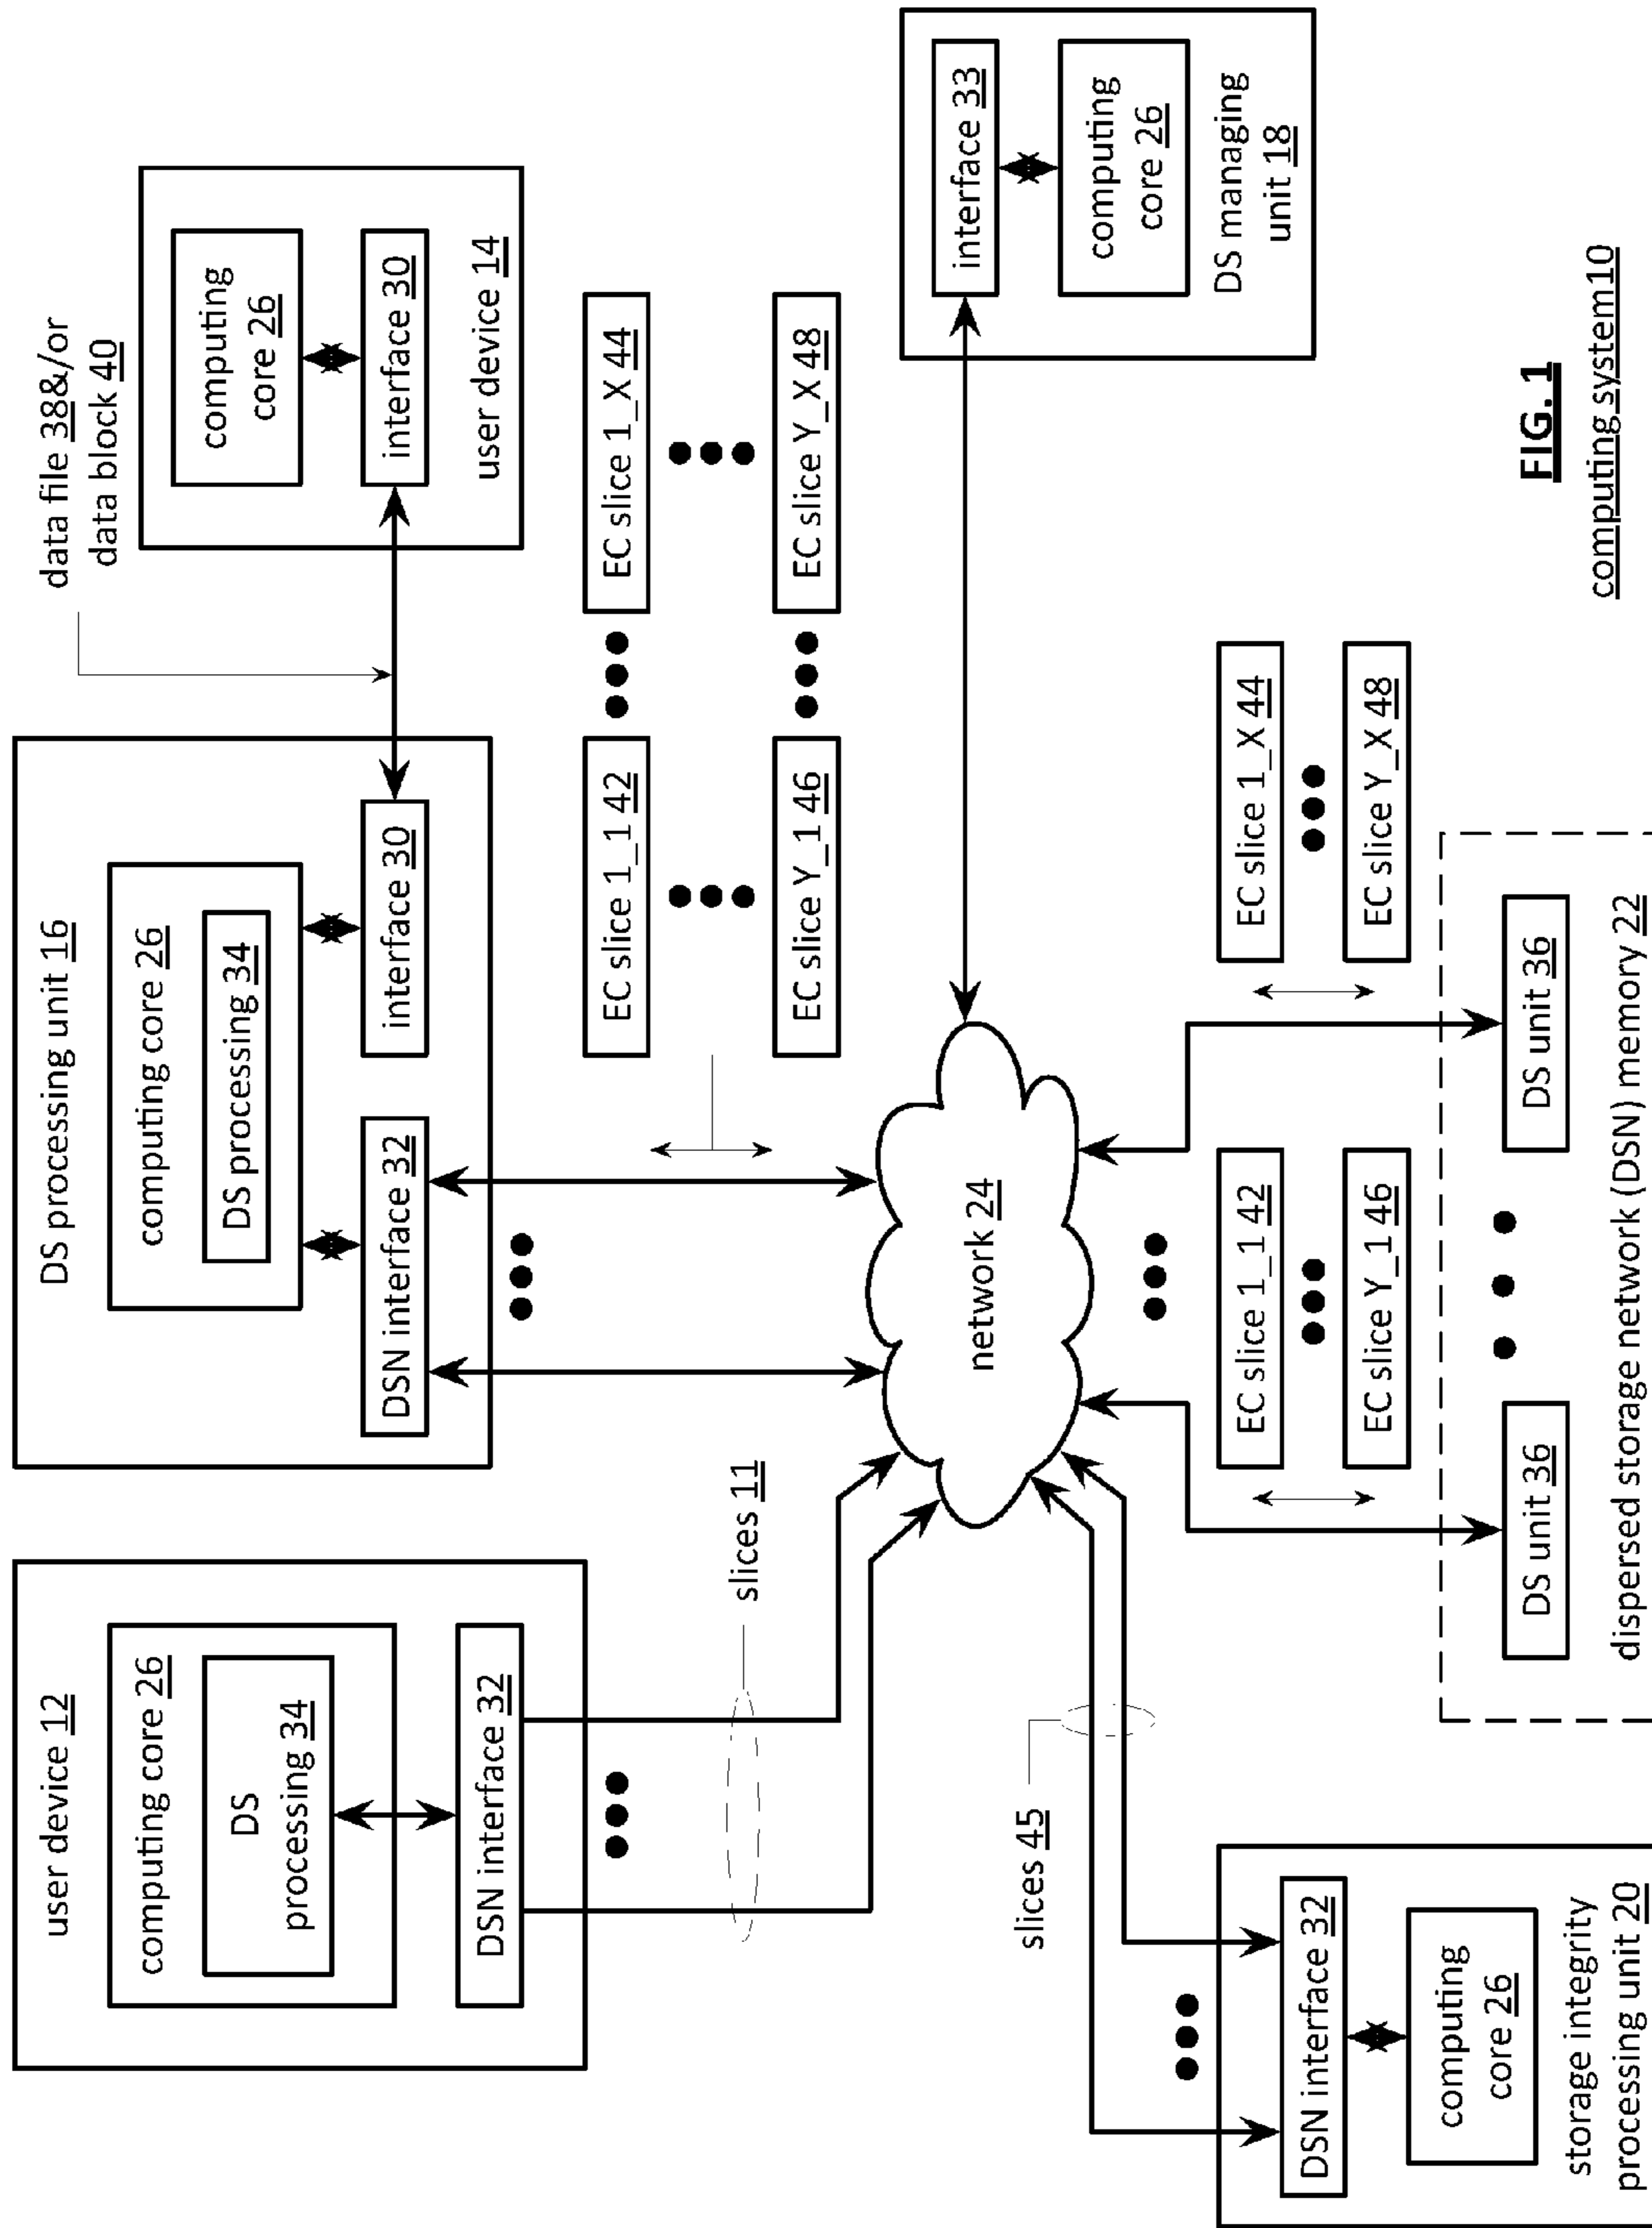 user device 12
computing core 26
DS
processing 34
DSN interface 32
slices 11
DS processing unit 16
computing core 26
DS processing 34
DSN interface 32
interface 30
data file 38&/or
data block 40
computing
core 26
interface 30
user device 14
EC slice 1_1 42
EC slice 1_X 44
EC slice Y_1 46
EC slice Y_X 48
network 24
interface 33
computing
core 26
DS managing
unit 18
slices 45
DSN interface 32
computing
core 26
storage integrity
processing unit 20
EC slice 1_1 42
EC slice Y_1 46
EC slice 1_X 44
EC slice Y_X 48
DS unit 36
DS unit 36
dispersed storage network (DSN) memory 22
FIG. 1
computing system10